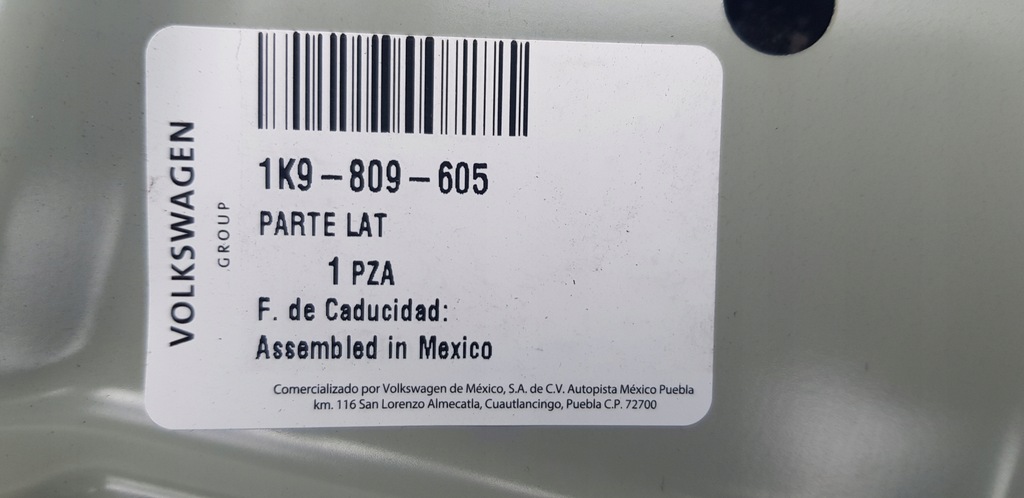 VOLKSWAGEN
GROUP
1K9-809-605
PARTE LAT
1 PZA
F. de Caducidad:
Assembled in Mexico
Comercializado por Volkswagen de México, S.A. de C.V. Autopista México Puebla
km. 116 San Lorenzo Almecatla, Cuautlancingo, Puebla C.P. 72700